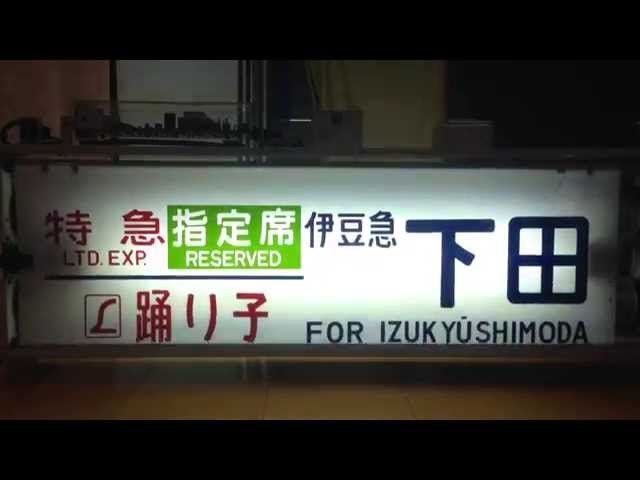 特急 指定席 伊豆急 下田
LTD. EXP. RESERVED
L 踊り子
FOR IZUKYŪSHIMODA